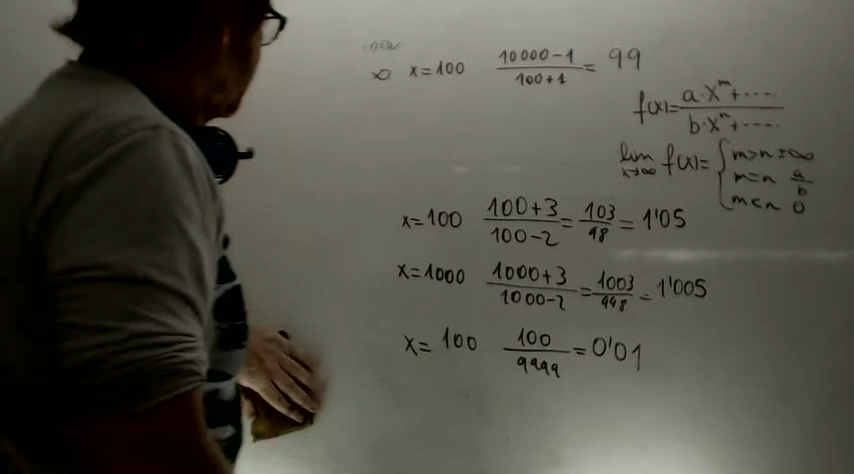 x=100 (10000-1)/(100+1) = 99
f(x)= (a·x^m+....)/(b·x^n+....)
lim x→∞ f(x)= { m>n ±∞
m=n a/b
m<n 0
x=100 (100+3)/(100-2) = 103/98 = 1'05
x=1000 (1000+3)/(1000-2) = 1003/998 = 1'005
x=100 100/9999 = 0'01